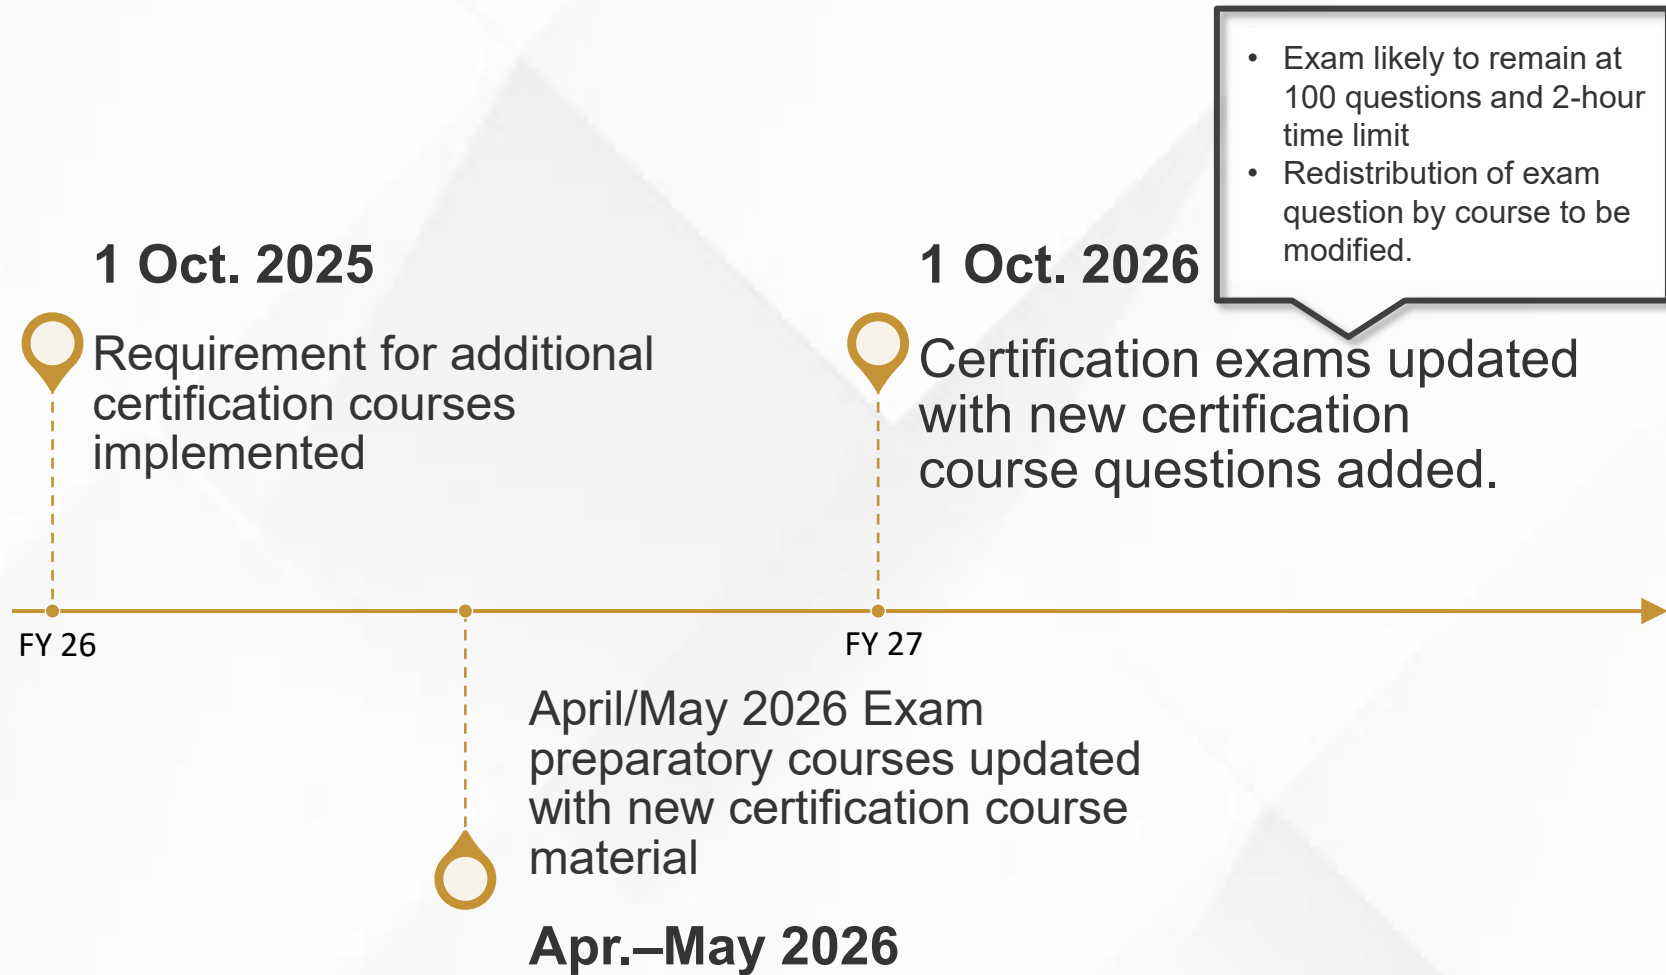 • Exam likely to remain at
100 questions and 2-hour
time limit
• Redistribution of exam
question by course to be
modified.
1 Oct. 2025
Requirement for additional
certification courses
implemented
1 Oct. 2026
Certification exams updated
with new certification
course questions added.
FY 26
FY 27
April/May 2026 Exam
preparatory courses updated
with new certification course
material
Apr.–May 2026